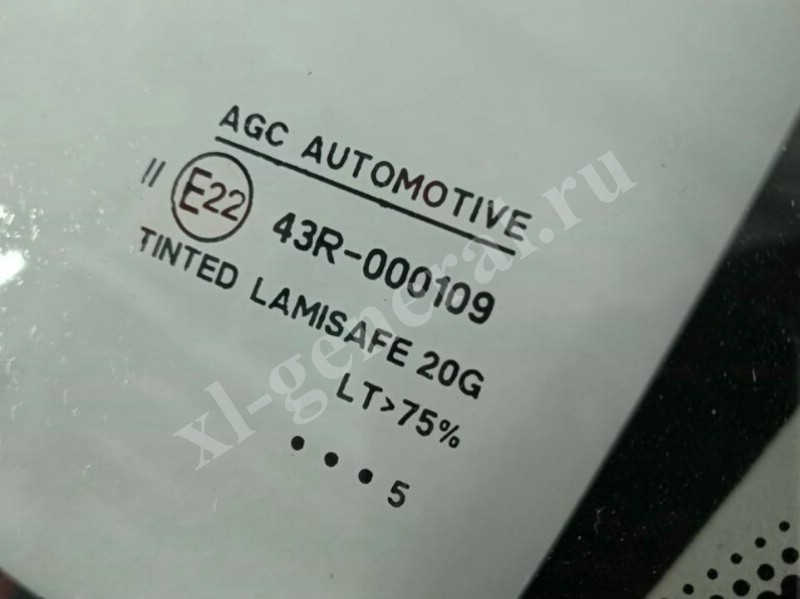 AGC AUTOMOTIVE
II E22 43R-000109
TINTED LAMISAFE 20G
LT>75%
• • • 5
xl-general.ru